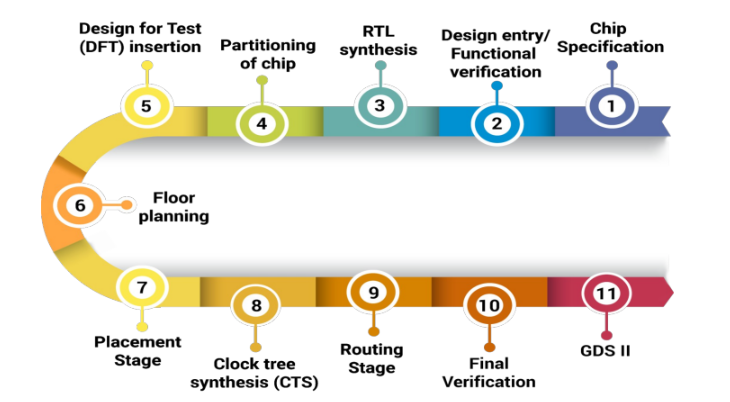 Chip
Specification
1
Design entry/
Functional
verification
2
RTL
synthesis
3
Partitioning
of chip
4
Design for Test
(DFT) insertion
5
6
Floor
planning
7
Placement
Stage
8
Clock tree
synthesis (CTS)
9
Routing
Stage
10
Final
Verification
11
GDS II